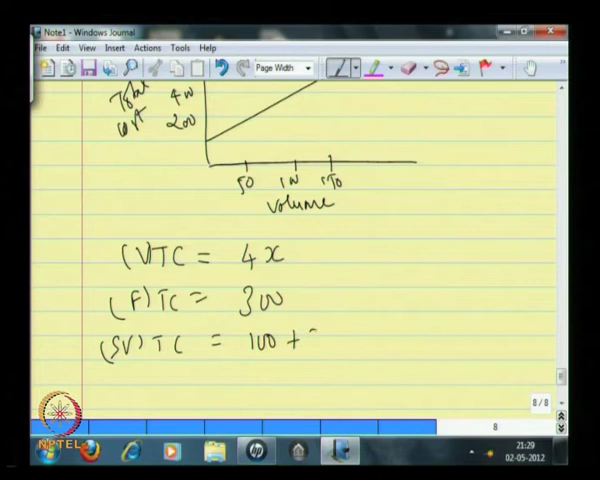 Note1 - Windows Journal
File Edit View Insert Actions Tools Help
Page Width
Total 400
cost 200
50 100 150
volume
(V) TC = 4x
(F) TC = 300
(SV) TC = 100 +
8/8
8
NPTEL
21:29
02-05-2012